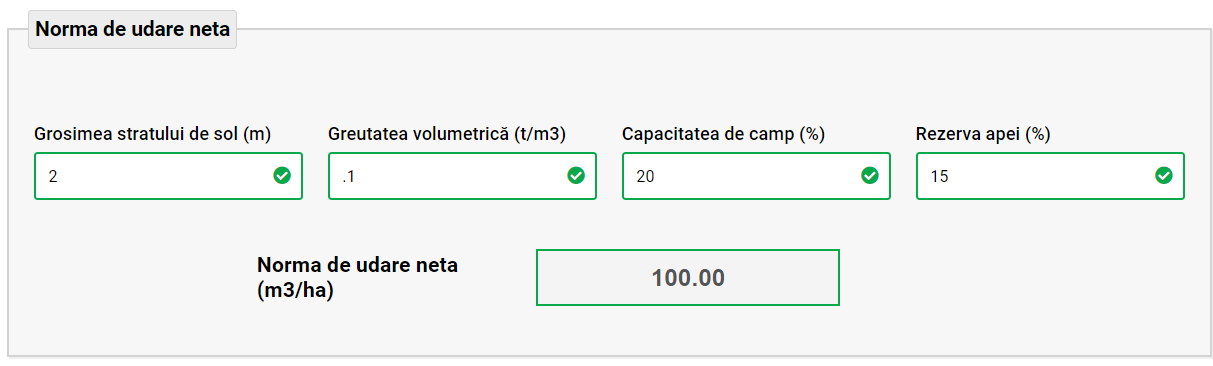 Norma de udare neta
Grosimea stratului de sol (m)
Greutatea volumetrică (t/m3)
Capacitatea de camp (%)
Rezerva apei (%)
2
.1
20
15
Norma de udare neta
(m3/ha)
100.00